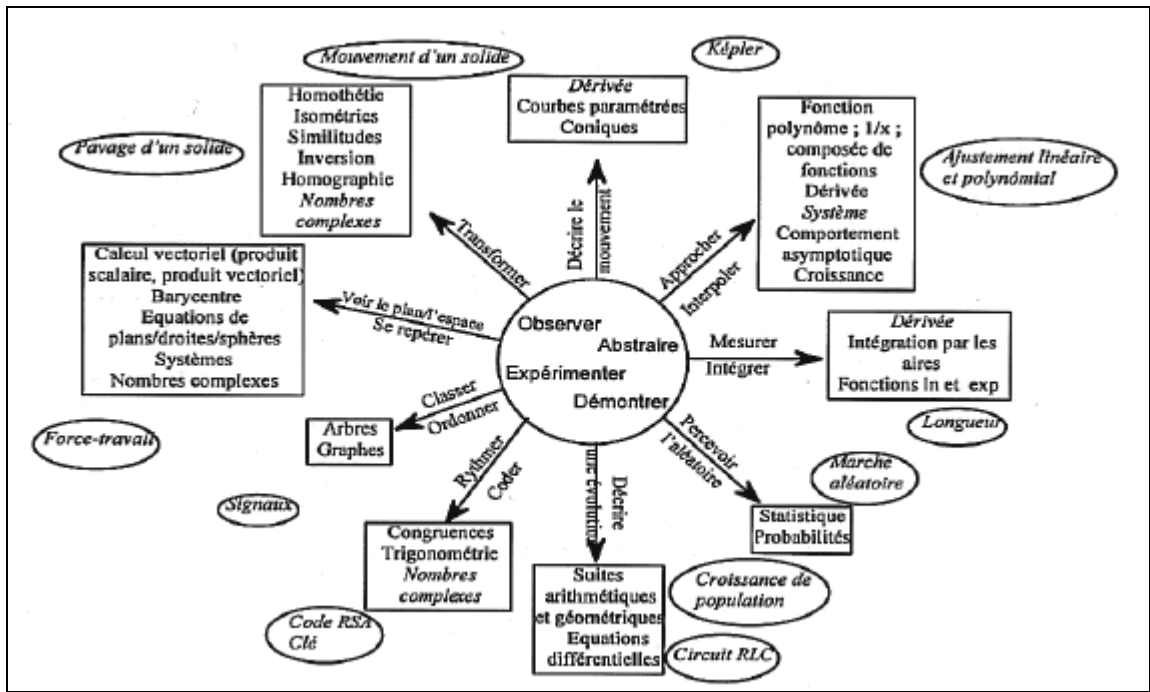 Mouvement d'un solide
Képler
Homothétie
Isométries
Similitudes
Inversion
Homographie
Nombres
complexes
Dérivée
Courbes paramétrées
Coniques
Fonction
polynôme ; 1/x ;
composée de
fonctions
Dérivée
Système
Comportement
asymptotique
Croissance
Pavage d'un solide
Ajustement linéaire
et polynómial
Transformer
Décrire le
mouvement
Approcher
Interpoler
Calcul vectoriel (produit
scalaire, produit vectoriel)
Barycentre
Equations de
plans/droites/sphères
Systèmes
Nombres complexes
Voir le plan/l'espace
Se repérer
Observer
Abstraire
Expérimenter
Démontrer
Mesurer
Intégrer
Dérivée
Intégration par les
aires
Fonctions ln et exp
Classer
Ordonner
Arbres
Graphes
Force-travail
Longueur
Rythmer
Coder
Décrire
une évolution
Percevoir
l'aléatoire
Marche
aléatoire
Signaux
Statistique
Probabilités
Congruences
Trigonométrie
Nombres
complexes
Suites
arithmétiques
et géométriques
Equations
différentielles
Croissance de
population
Code RSA
Clé
Circuit RLC